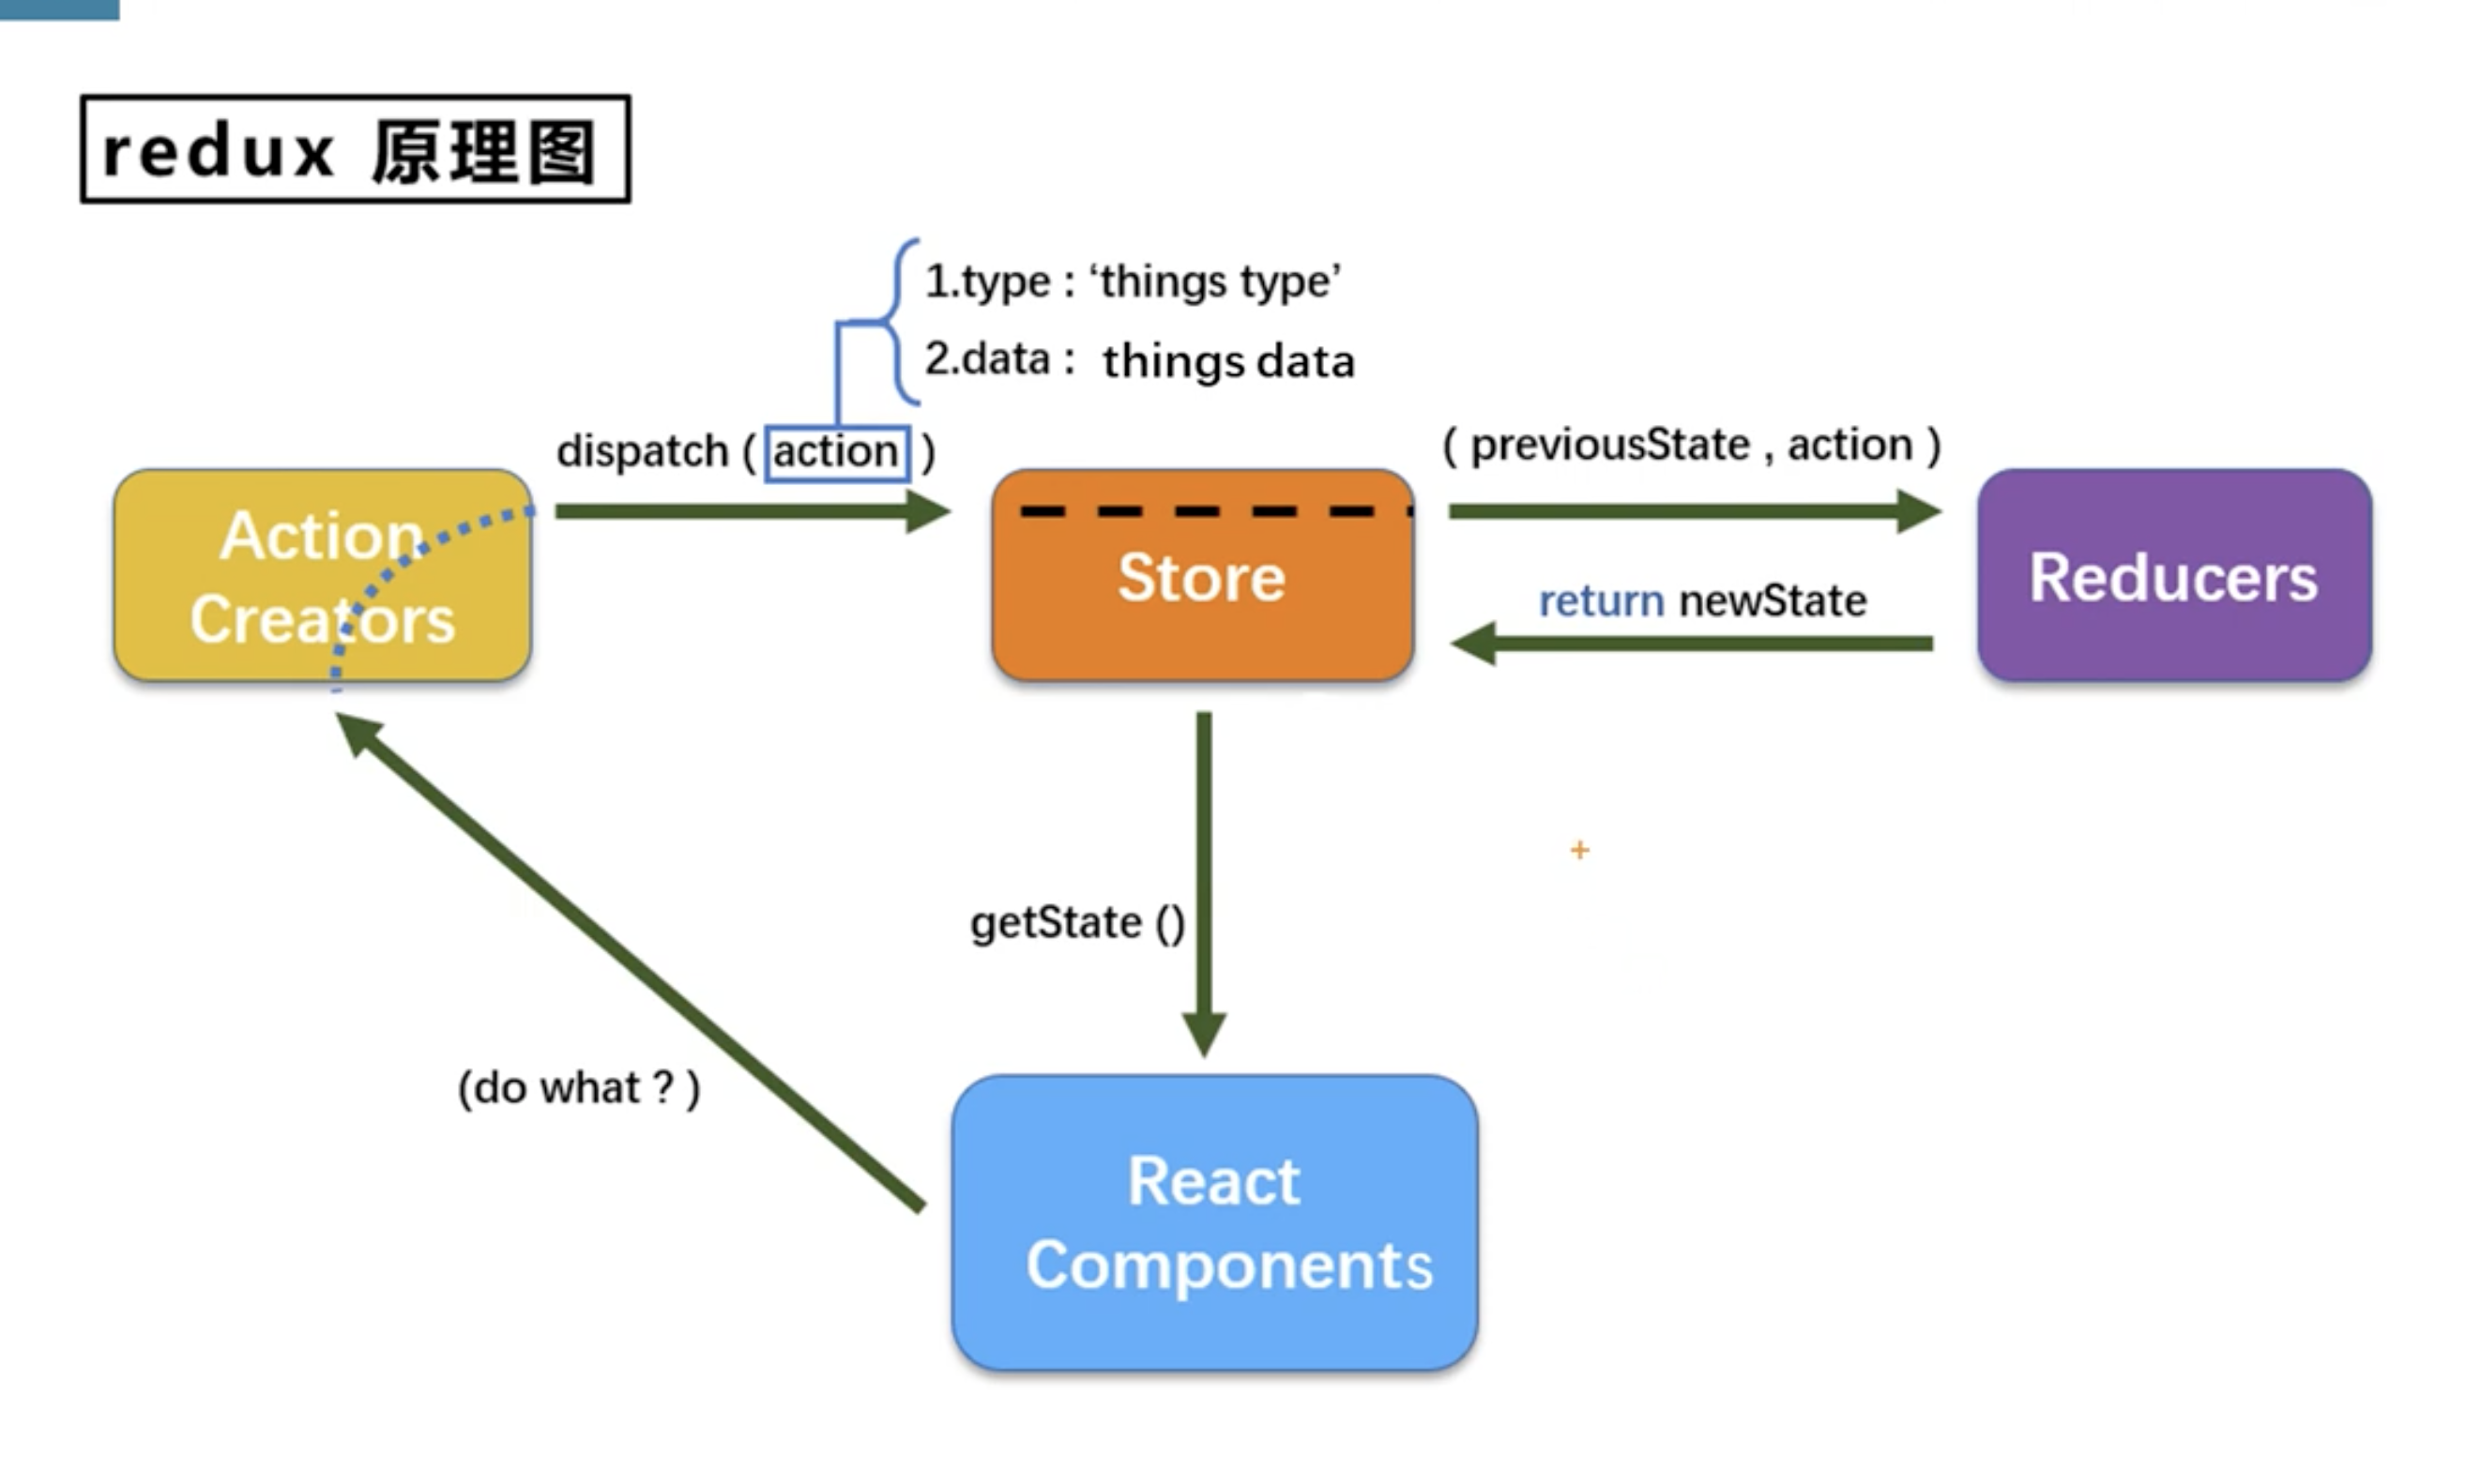 redux 原理图
1.type : ‘things type’
2.data : things data
dispatch ( action )
( previousState , action )
Action
Creators
Store
Reducers
return newState
getState ()
(do what ? )
React
Components